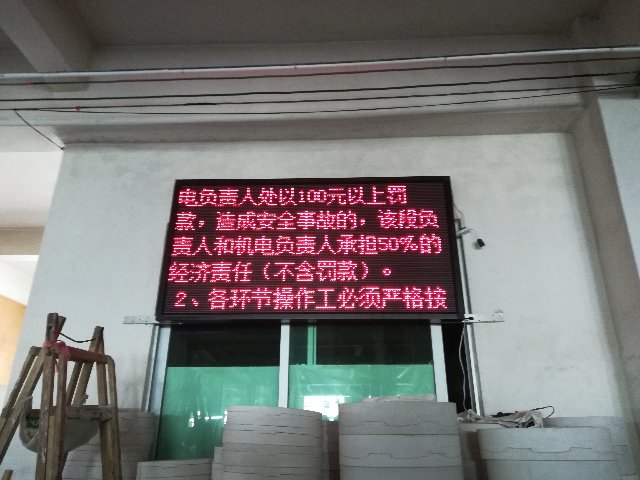 电负责人处以100元以上罚
款，造成安全事故的，该段负
责人和机电负责人承担50%的
经济责任（不含罚款）。
2、各环节操作工必须严格按